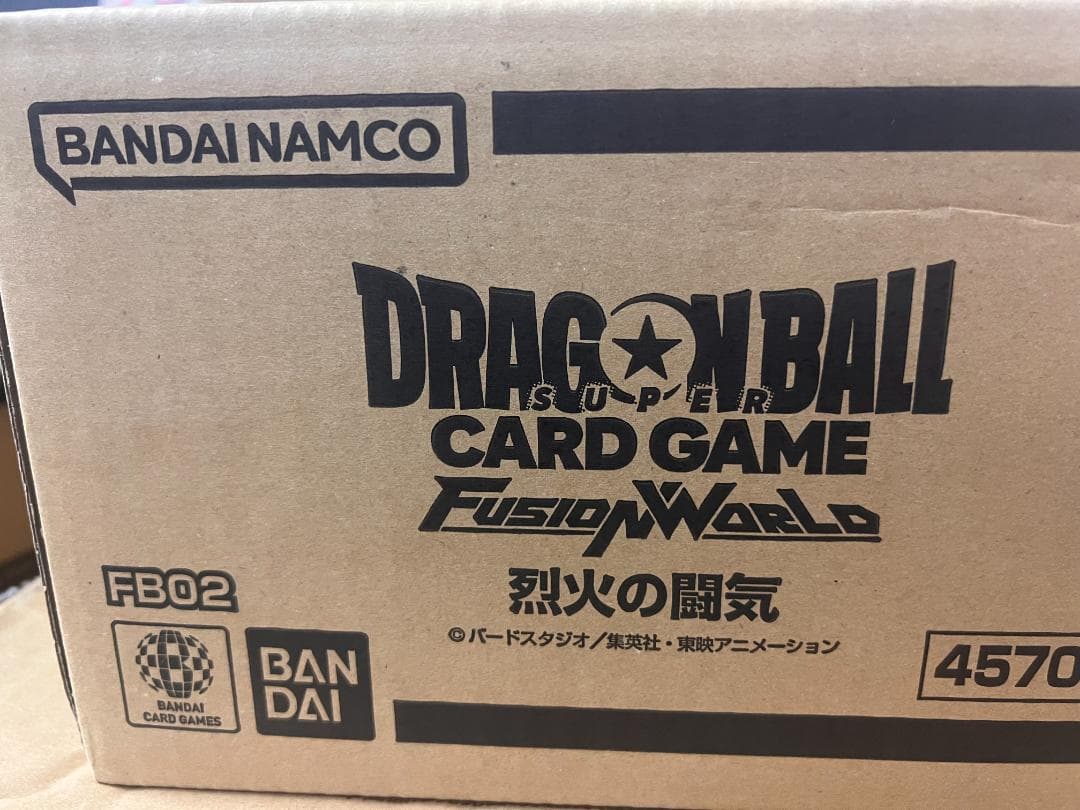 BANDAI NAMCO
DRAGON BALL
SUPER
CARD GAME
FUSION WORLD
烈火の闘気
©バードスタジオ／集英社・東映アニメーション
FB02
BANDAI
CARD GAMES
BAN
DAI
4570